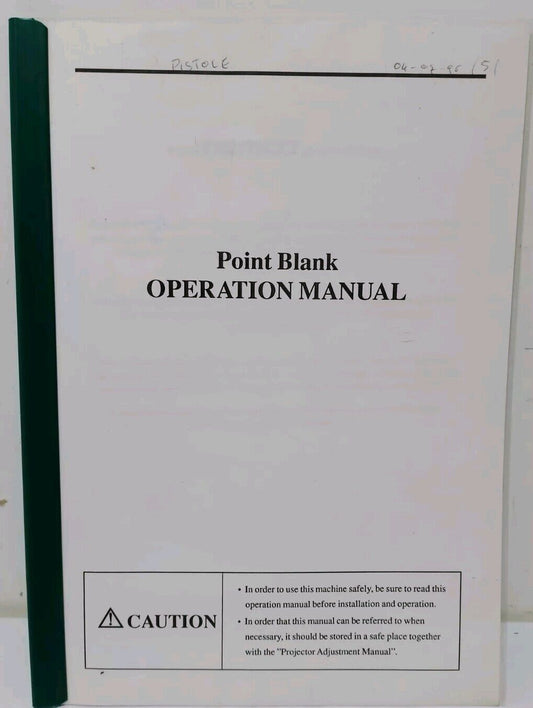 PISTOLE 04-07-95 /5/
Point Blank
OPERATION MANUAL
⚠ CAUTION
• In order to use this machine safely, be sure to read this
operation manual before installation and operation.
• In order that this manual can be referred to when
necessary, it should be stored in a safe place together
with the "Projector Adjustment Manual".